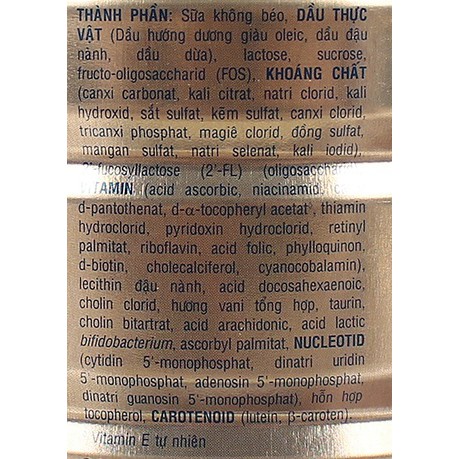 THÀNH PHẦN: Sữa không béo, DẦU THỰC
VẬT (Dầu hướng dương giàu oleic, dầu đậu
nành, dầu dừa), lactose, sucrose,
fructo-oligosaccharid (FOS), KHOÁNG CHẤT
(canxi carbonat, kali citrat, natri clorid, kali
hydroxid, sắt sulfat, kẽm sulfat, canxi clorid,
tricanxi phosphat, magiê clorid, đồng sulfat,
mangan sulfat, natri selenat, kali iodid),
2'-fucosyllactose (2'-FL)
VITAMIN (acid ascorbic, niacinamid,
d-pantothenat, d-α-tocopheryl acetat, thiamin
hydroclorid, pyridoxin hydroclorid, retinyl
palmitat, riboflavin, acid folic, phylloquinon,
d-biotin, cholecalciferol, cyanocobalamin),
lecithin đậu nành, acid docosahexaenoic,
cholin clorid, hương vani tổng hợp, taurin,
cholin bitartrat, acid arachidonic, acid lactic
bifidobacterium, ascorbyl palmitat, NUCLEOTID
(cytidin 5'-monophosphat, dinatri uridin
5'-monophosphat, adenosin 5'-monophosphat,
dinatri guanosin 5'-monophosphat), hỗn hợp
tocopherol, CAROTENOID (lutein, β-caroten).
Vitamin E tự nhiên